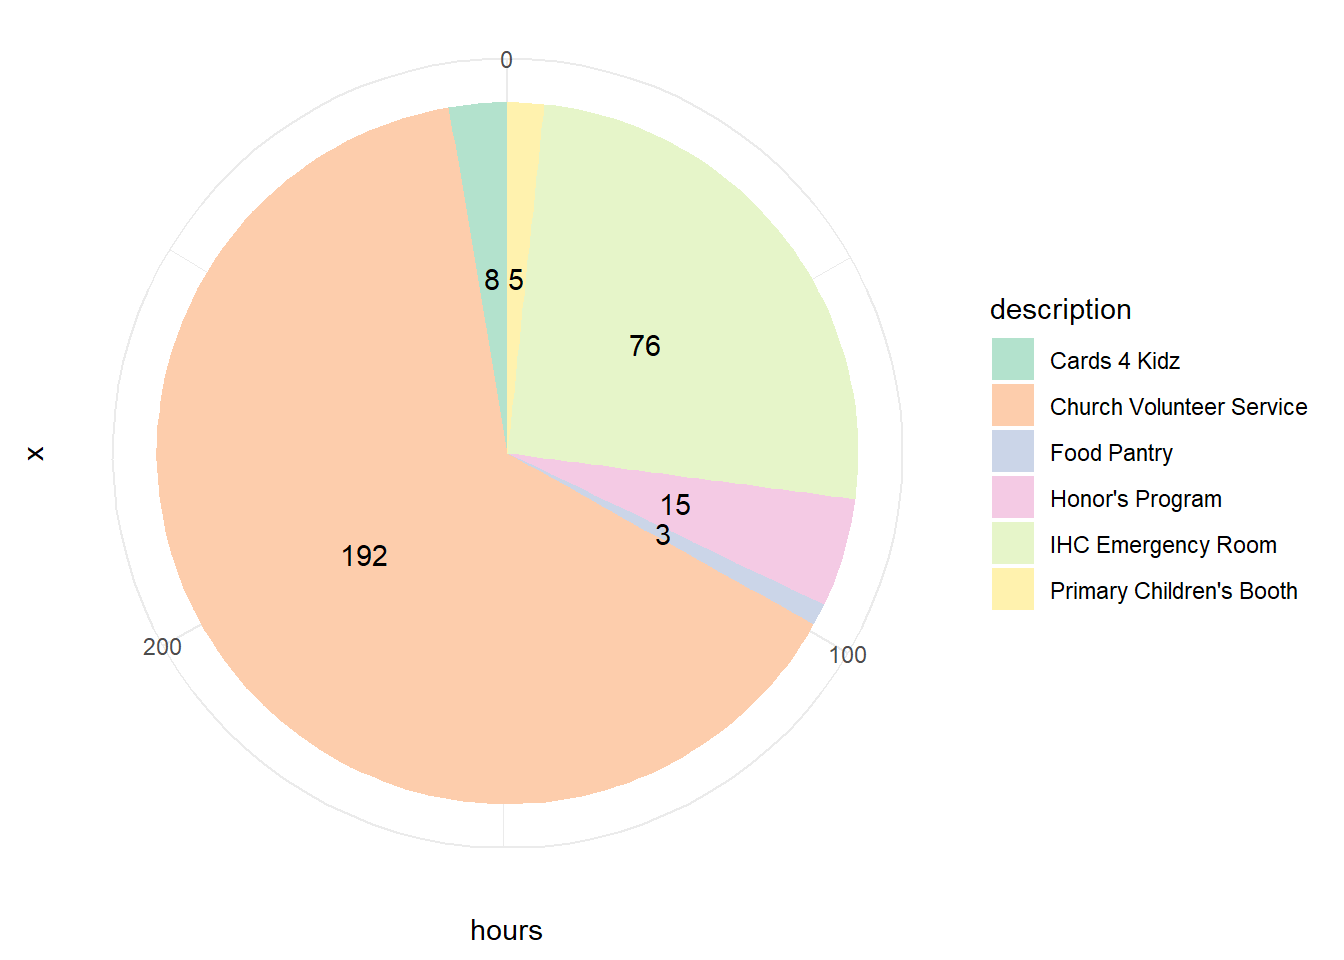 0
8 5
76
15
3
192
200
100
x
hours
description
Cards 4 Kidz
Church Volunteer Service
Food Pantry
Honor's Program
IHC Emergency Room
Primary Children's Booth